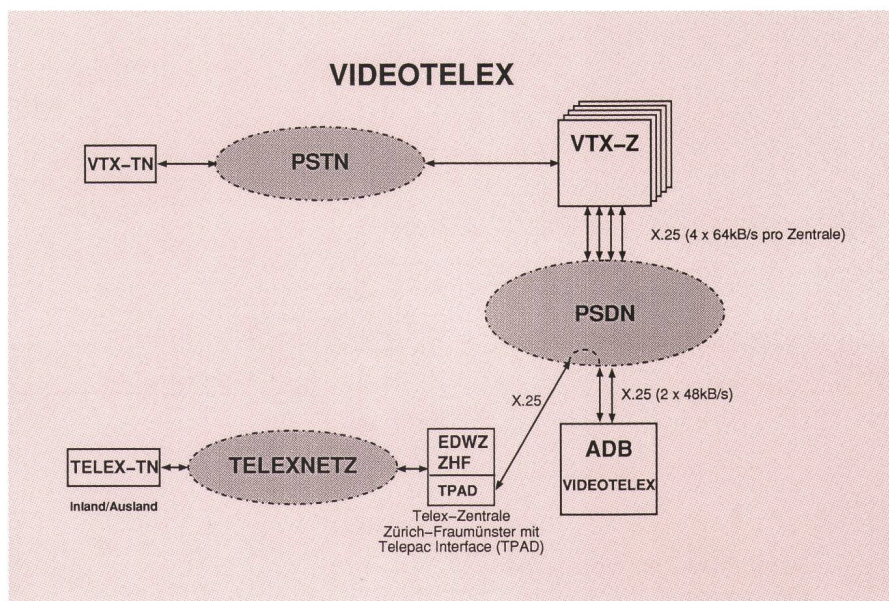 VIDEOTELEX
VTX–TN
PSTN
VTX–Z
X.25 (4 x 64kB/s pro Zentrale)
PSDN
X.25
X.25 (2 x 48kB/s)
TELEX–TN
Inland/Ausland
TELEXNETZ
EDWZ
ZHF
TPAD
Telex–Zentrale
Zürich–Fraumünster mit
Telepac Interface (TPAD)
ADB
VIDEOTELEX